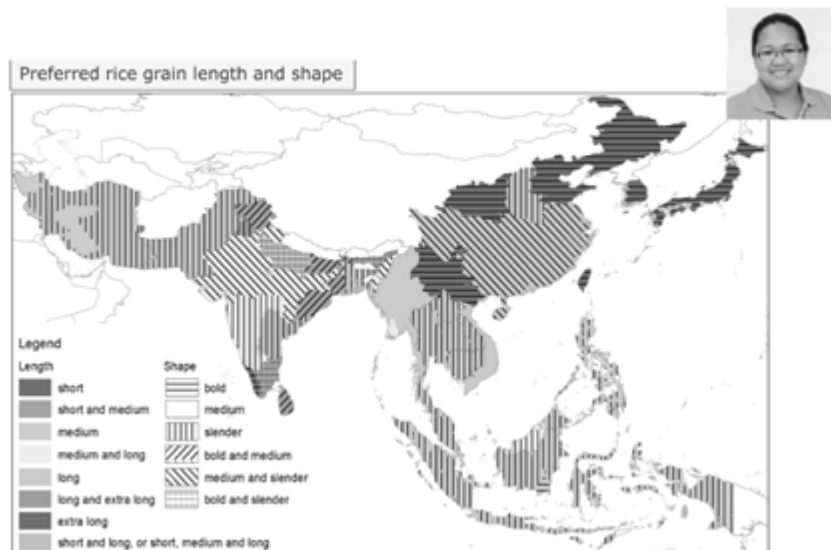 Preferred rice grain length and shape
Legend
Length
short
short and medium
medium
medium and long
long
long and extra long
extra long
short and long, or short, medium and long
Shape
bold
medium
slender
bold and medium
medium and slender
bold and slender